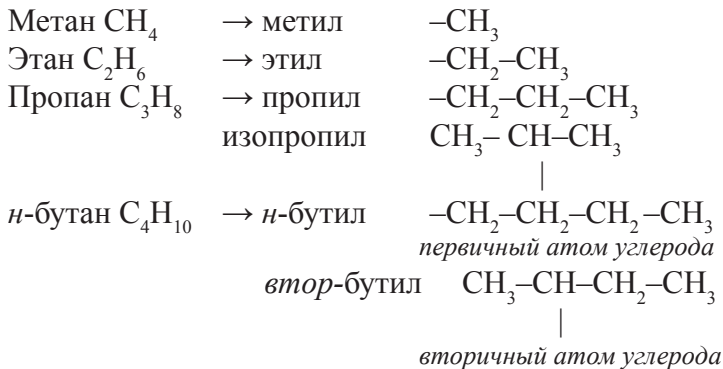 Метан CH₄ → метил –CH₃
Этан C₂H₆ → этил –CH₂–CH₃
Пропан C₃H₈ → пропил –CH₂–CH₂–CH₃
изопропил CH₃– CH–CH₃
|
н-бутан C₄H₁₀ → н-бутил –CH₂–CH₂–CH₂–CH₃
первичный атом углерода
втор-бутил CH₃–CH–CH₂–CH₃
|
вторичный атом углерода